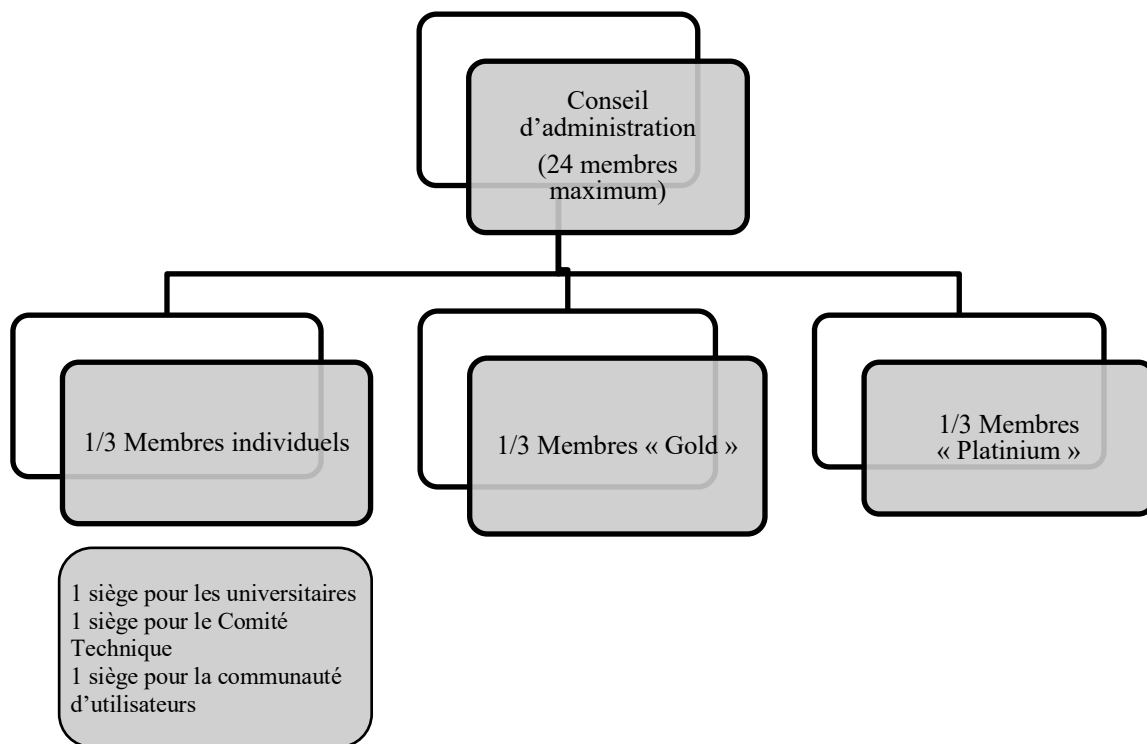 Conseil
d’administration
(24 membres
maximum)
1/3 Membres individuels
1/3 Membres « Gold »
1/3 Membres
« Platinium »
1 siège pour les universitaires
1 siège pour le Comité
Technique
1 siège pour la communauté
d’utilisateurs